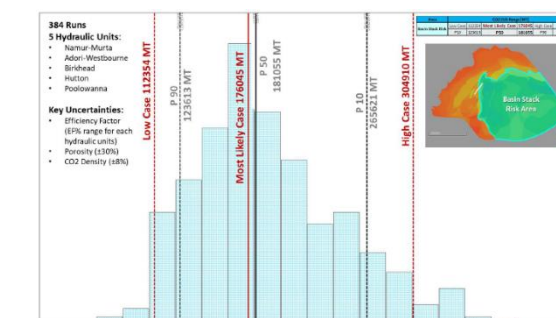 384 Runs
5 Hydraulic Units:
• Namur-Murta
• Adori-Westbourne
• Birkhead
• Hutton
• Poolowanna
Key Uncertainties:
• Efficiency Factor
(EF% range for each
hydraulic units)
• Porosity (±30%)
• CO2 Density (±8%)
Low Case 112354 MT
P 90
123613 MT
Most Likely Case 176045 MT
P 50
181055 MT
P 10
265621 MT
High Case 304910 MT
Basin Stack
Risk Area